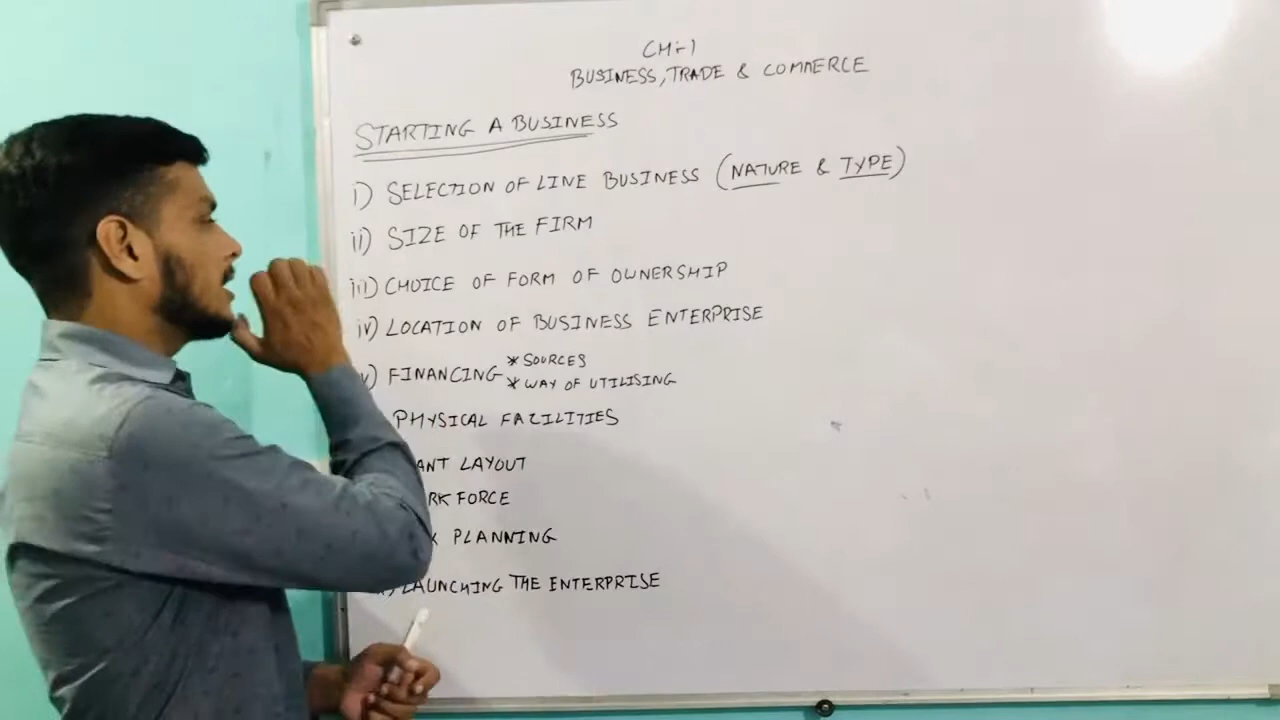 CH:-1
BUSINESS, TRADE & COMMERCE
STARTING A BUSINESS
i) SELECTION OF LINE BUSINESS (NATURE & TYPE)
ii) SIZE OF THE FIRM
iii) CHOICE OF FORM OF OWNERSHIP
iv) LOCATION OF BUSINESS ENTERPRISE
v) FINANCING * SOURCES
* WAY OF UTILISING
PHYSICAL FACILITIES
LAYOUT
FORCE
PLANNING
LAUNCHING THE ENTERPRISE